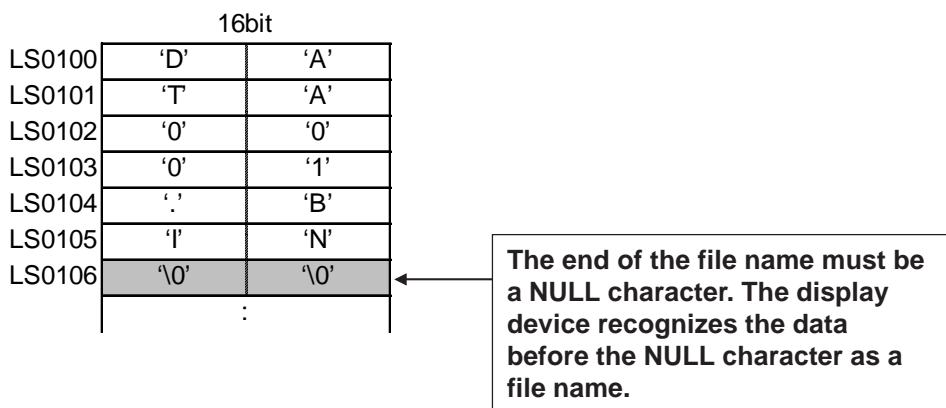 16bit
LS0100 ‘D’ ‘A’
LS0101 ‘T’ ‘A’
LS0102 ‘0’ ‘0’
LS0103 ‘0’ ‘1’
LS0104 ‘.’ ‘B’
LS0105 ‘I’ ‘N’
LS0106 ‘\0’ ‘\0’
:
The end of the file name must be
a NULL character. The display
device recognizes the data
before the NULL character as a
file name.